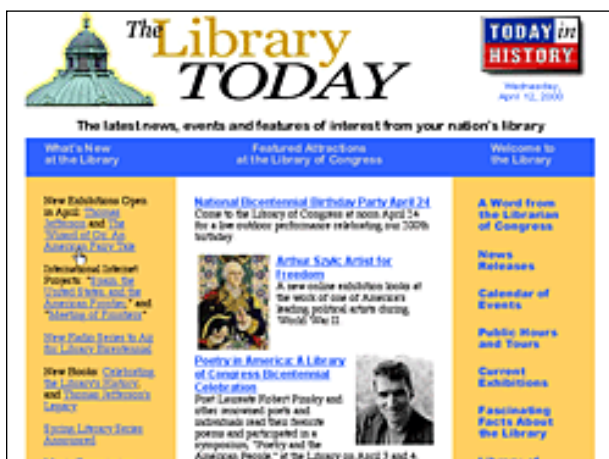 The Library
TODAY
TODAY in
HISTORY
Wednesday,
April 12, 2000
The latest news, events and features of interest from your nation's library
What's New
at the Library
Featured Attractions
at the Library of Congress
Welcome to
the Library
New Exhibitions Open
in April: Thomas
Jefferson and The
Wizard of Oz: An
American Fairy Tale
International Internet
Projects: "Spain, the
United States, and the
American Frontier," and
"Meeting of Frontiers"
New Radio Series to Air
for Library Bicentennial
New Books: Celebrating
the Library's History,
and Thomas Jefferson's
Legacy
Spring Literary Series
Announced
National Bicentennial Birthday Party April 24
Come to the Library of Congress at noon April 24
for a live outdoor performance celebrating our 200th
birthday
Arthur Szyk: Artist for
Freedom
A new online exhibition looks at
the work of one of America's
leading political artists during
World War II
Poetry in America: A Library
of Congress Bicentennial
Celebration
Poet Laureate Robert Pinsky and
other renowned poets and
individuals read their favorite
poems and participated in a
symposium, "Poetry and the
American People" at the Library on April 3 and 4.
A Word from
the Librarian
of Congress
News
Releases
Calendar of
Events
Public Hours
and Tours
Current
Exhibitions
Fascinating
Facts About
the Library
Library of